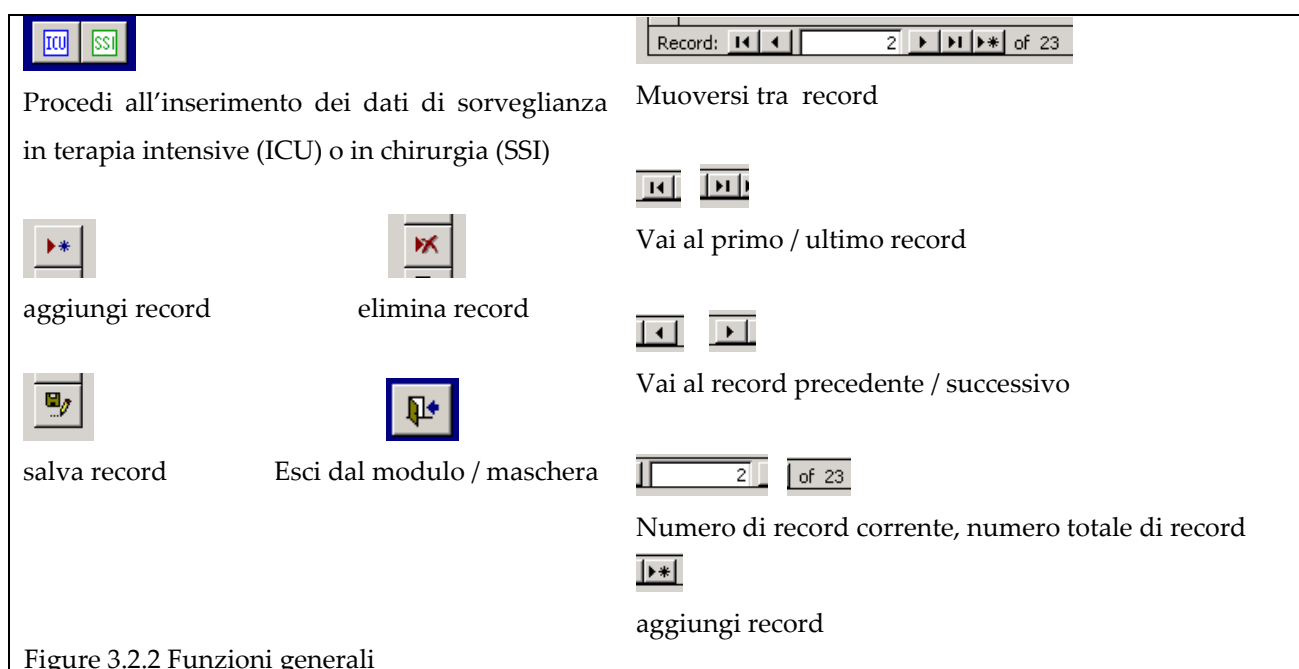 ICU SSI
Procedi all’inserimento dei dati di sorveglianza
in terapia intensive (ICU) o in chirurgia (SSI)
aggiungi record elimina record
salva record Esci dal modulo / maschera
Record: 2 of 23
Muoversi tra record
Vai al primo / ultimo record
Vai al record precedente / successivo
2 of 23
Numero di record corrente, numero totale di record
aggiungi record
Figure 3.2.2 Funzioni generali